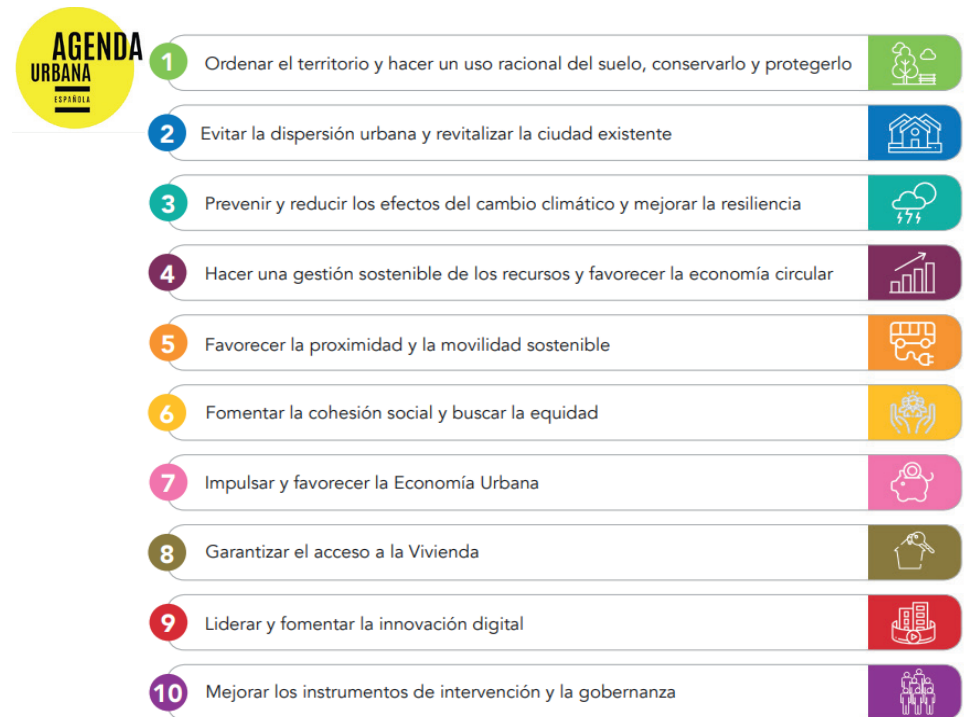 AGENDA
URBANA
ESPAÑOLA
1 Ordenar el territorio y hacer un uso racional del suelo, conservarlo y protegerlo
2 Evitar la dispersión urbana y revitalizar la ciudad existente
3 Prevenir y reducir los efectos del cambio climático y mejorar la resiliencia
4 Hacer una gestión sostenible de los recursos y favorecer la economía circular
5 Favorecer la proximidad y la movilidad sostenible
6 Fomentar la cohesión social y buscar la equidad
7 Impulsar y favorecer la Economía Urbana
8 Garantizar el acceso a la Vivienda
9 Liderar y fomentar la innovación digital
10 Mejorar los instrumentos de intervención y la gobernanza